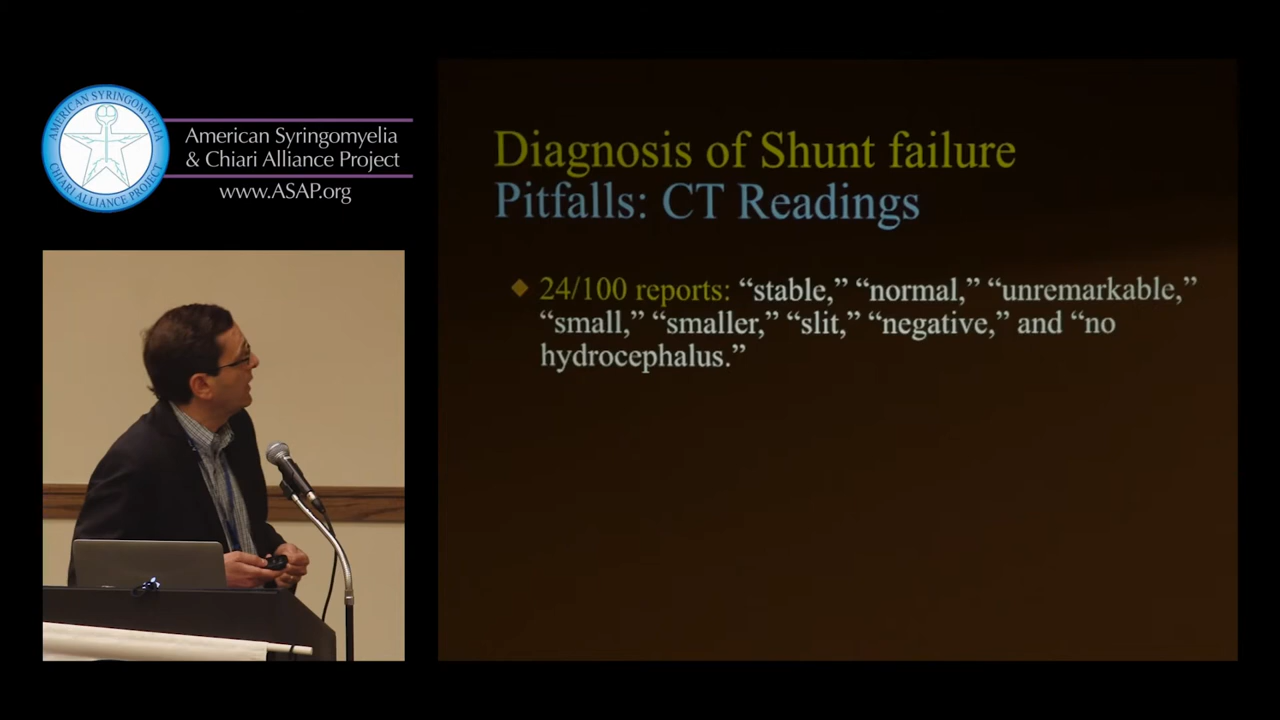 AMERICAN SYRINGOMYELIA
CHIARI ALLIANCE PROJECT
American Syringomyelia
& Chiari Alliance Project
www.ASAP.org
Diagnosis of Shunt failure
Pitfalls: CT Readings
24/100 reports: “stable,” “normal,” “unremarkable,”
“small,” “smaller,” “slit,” “negative,” and “no
hydrocephalus.”